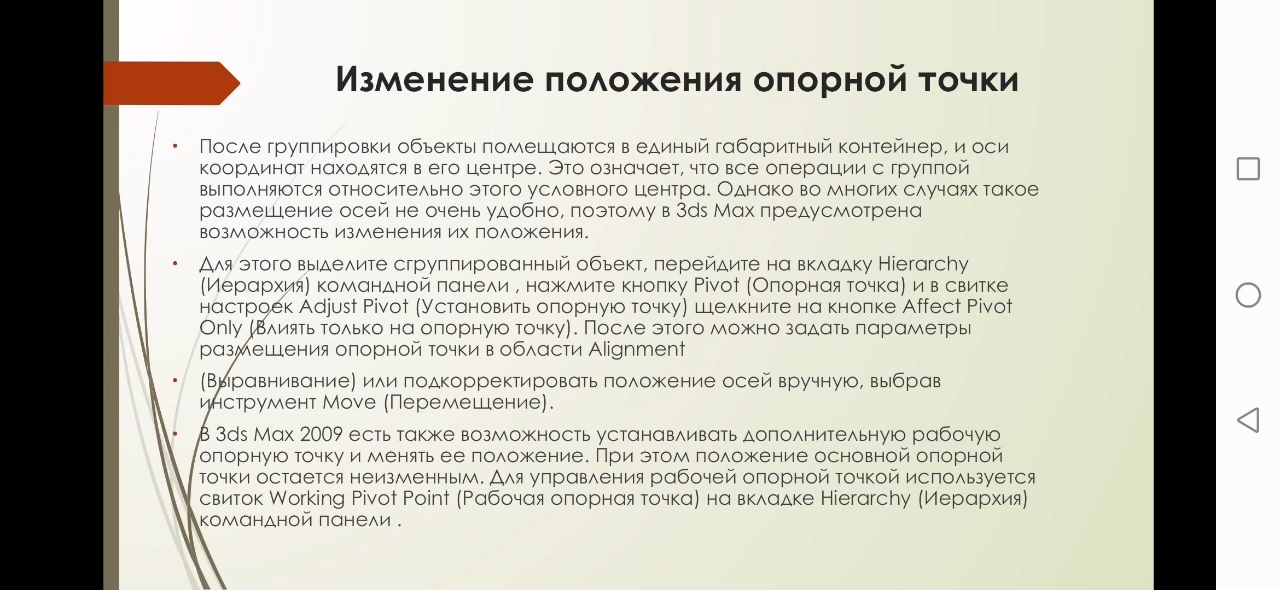 Изменение положения опорной точки
• После группировки объекты помещаются в единый габаритный контейнер, и оси
координат находятся в его центре. Это означает, что все операции с группой
выполняются относительно этого условного центра. Однако во многих случаях такое
размещение осей не очень удобно, поэтому в 3ds Max предусмотрена
возможность изменения их положения.
• Для этого выделите сгруппированный объект, перейдите на вкладку Hierarchy
(Иерархия) командной панели , нажмите кнопку Pivot (Опорная точка) и в свитке
настроек Adjust Pivot (Установить опорную точку) щелкните на кнопке Affect Pivot
Only (Влиять только на опорную точку). После этого можно задать параметры
размещения опорной точки в области Alignment
• (Выравнивание) или подкорректировать положение осей вручную, выбрав
инструмент Move (Перемещение).
• В 3ds Max 2009 есть также возможность устанавливать дополнительную рабочую
опорную точку и менять ее положение. При этом положение основной опорной
точки остается неизменным. Для управления рабочей опорной точкой используется
свиток Working Pivot Point (Рабочая опорная точка) на вкладке Hierarchy (Иерархия)
командной панели .